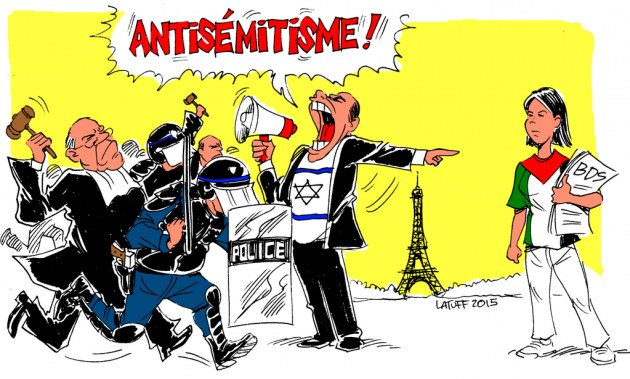 ANTISÉMITISME!
BDS
POLICE
LATUFF 2015